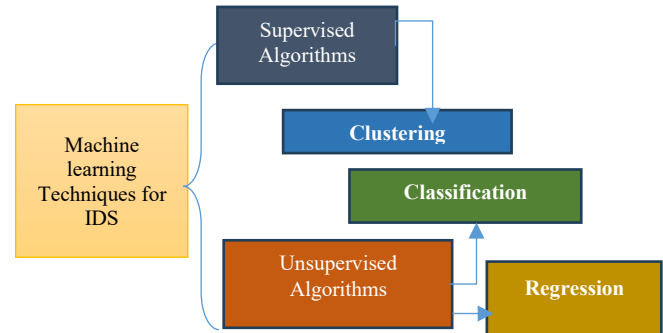 Supervised
Algorithms
Machine
learning
Techniques for
IDS
Clustering
Classification
Unsupervised
Algorithms
Regression